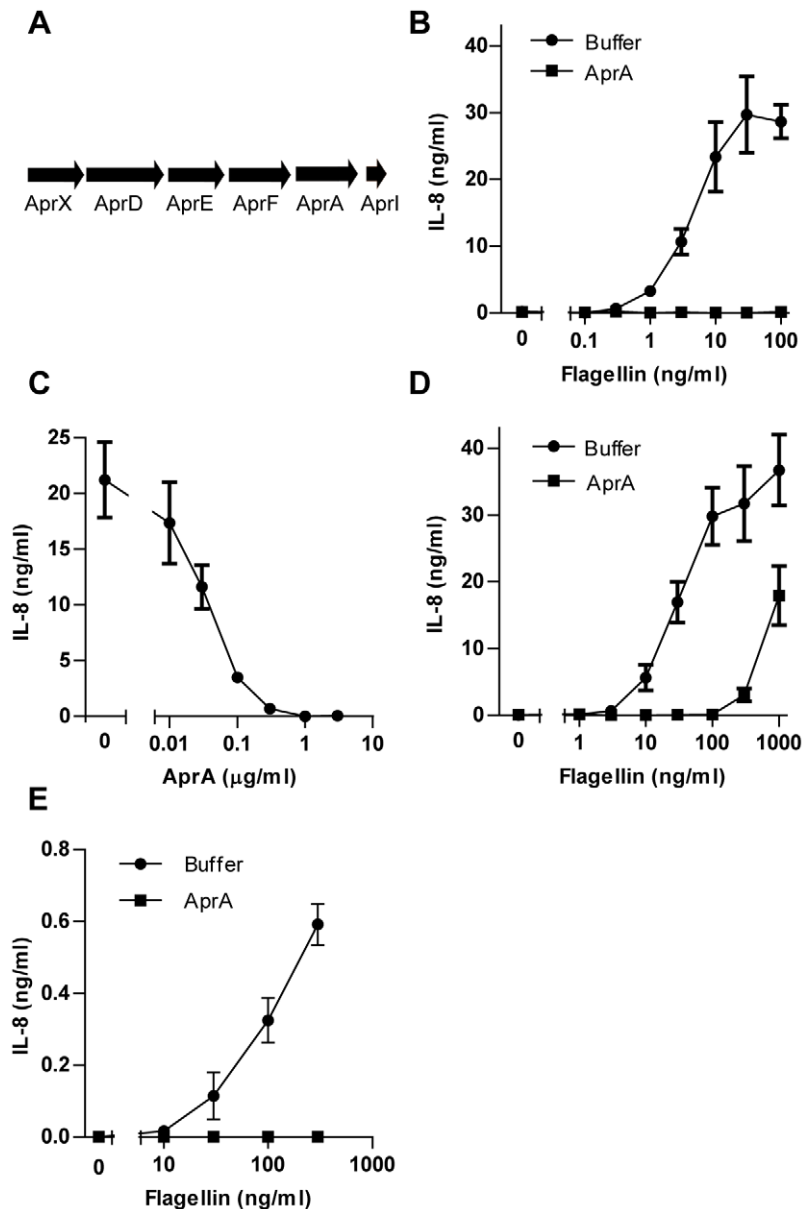 A
AprX AprD AprE AprF AprA AprI
B
Buffer
AprA
IL-8 (ng/ml)
40
30
20
10
0
0 0.1 1 10 100
Flagellin (ng/ml)
C
IL-8 (ng/ml)
25
20
15
10
5
0
0 0.01 0.1 1 10
AprA (μg/ml)
D
Buffer
AprA
IL-8 (ng/ml)
40
30
20
10
0
0 1 10 100 1000
Flagellin (ng/ml)
E
Buffer
AprA
IL-8 (ng/ml)
0.8
0.6
0.4
0.2
0.0
0 10 100 1000
Flagellin (ng/ml)